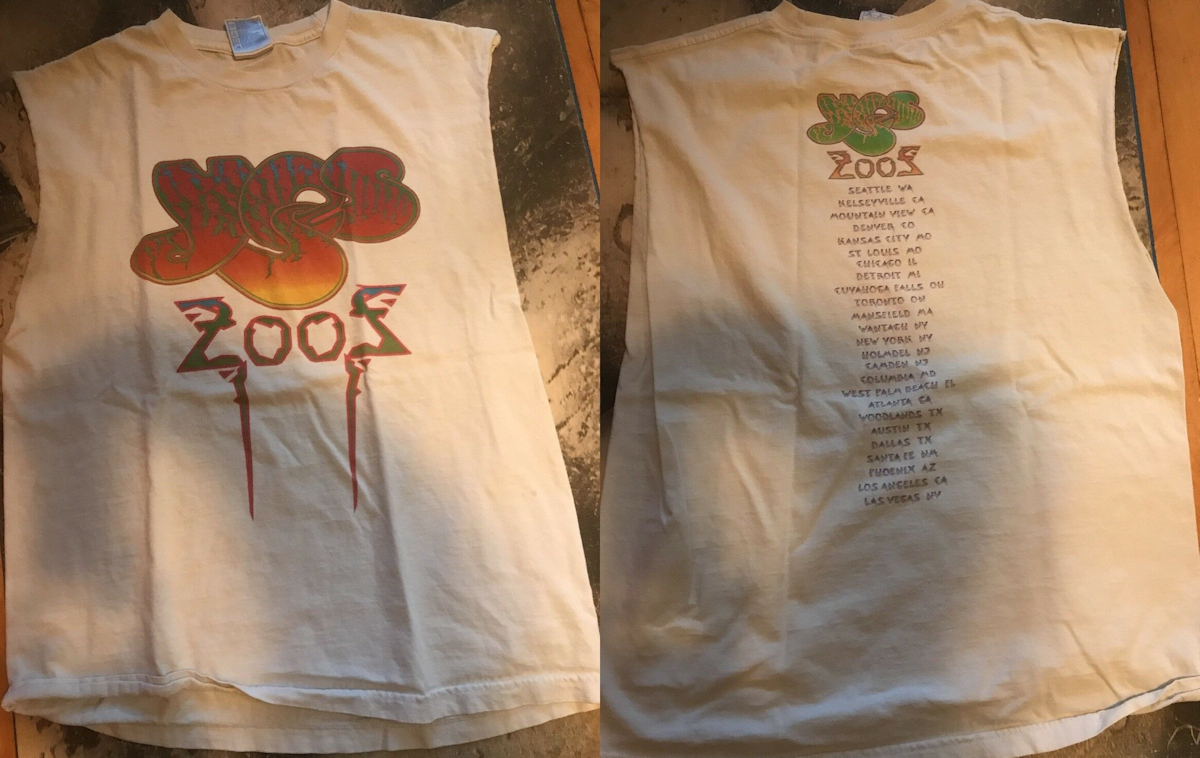 YES
2002
YES
2002
SEATTLE WA
KELSEYVILLE CA
MOUNTAIN VIEW CA
DENVER CO
KANSAS CITY MO
ST LOUIS MO
CHICAGO IL
DETROIT MI
CUYAHOGA FALLS OH
TORONTO ON
MANSFIELD MA
WANTAGH NY
NEW YORK NY
HOLMDEL NJ
CAMDEN NJ
COLUMBIA MD
WEST PALM BEACH FL
ATLANTA GA
WOODLANDS TX
AUSTIN TX
DALLAS TX
SANTA FE NM
PHOENIX AZ
LOS ANGELES CA
LAS VEGAS NV